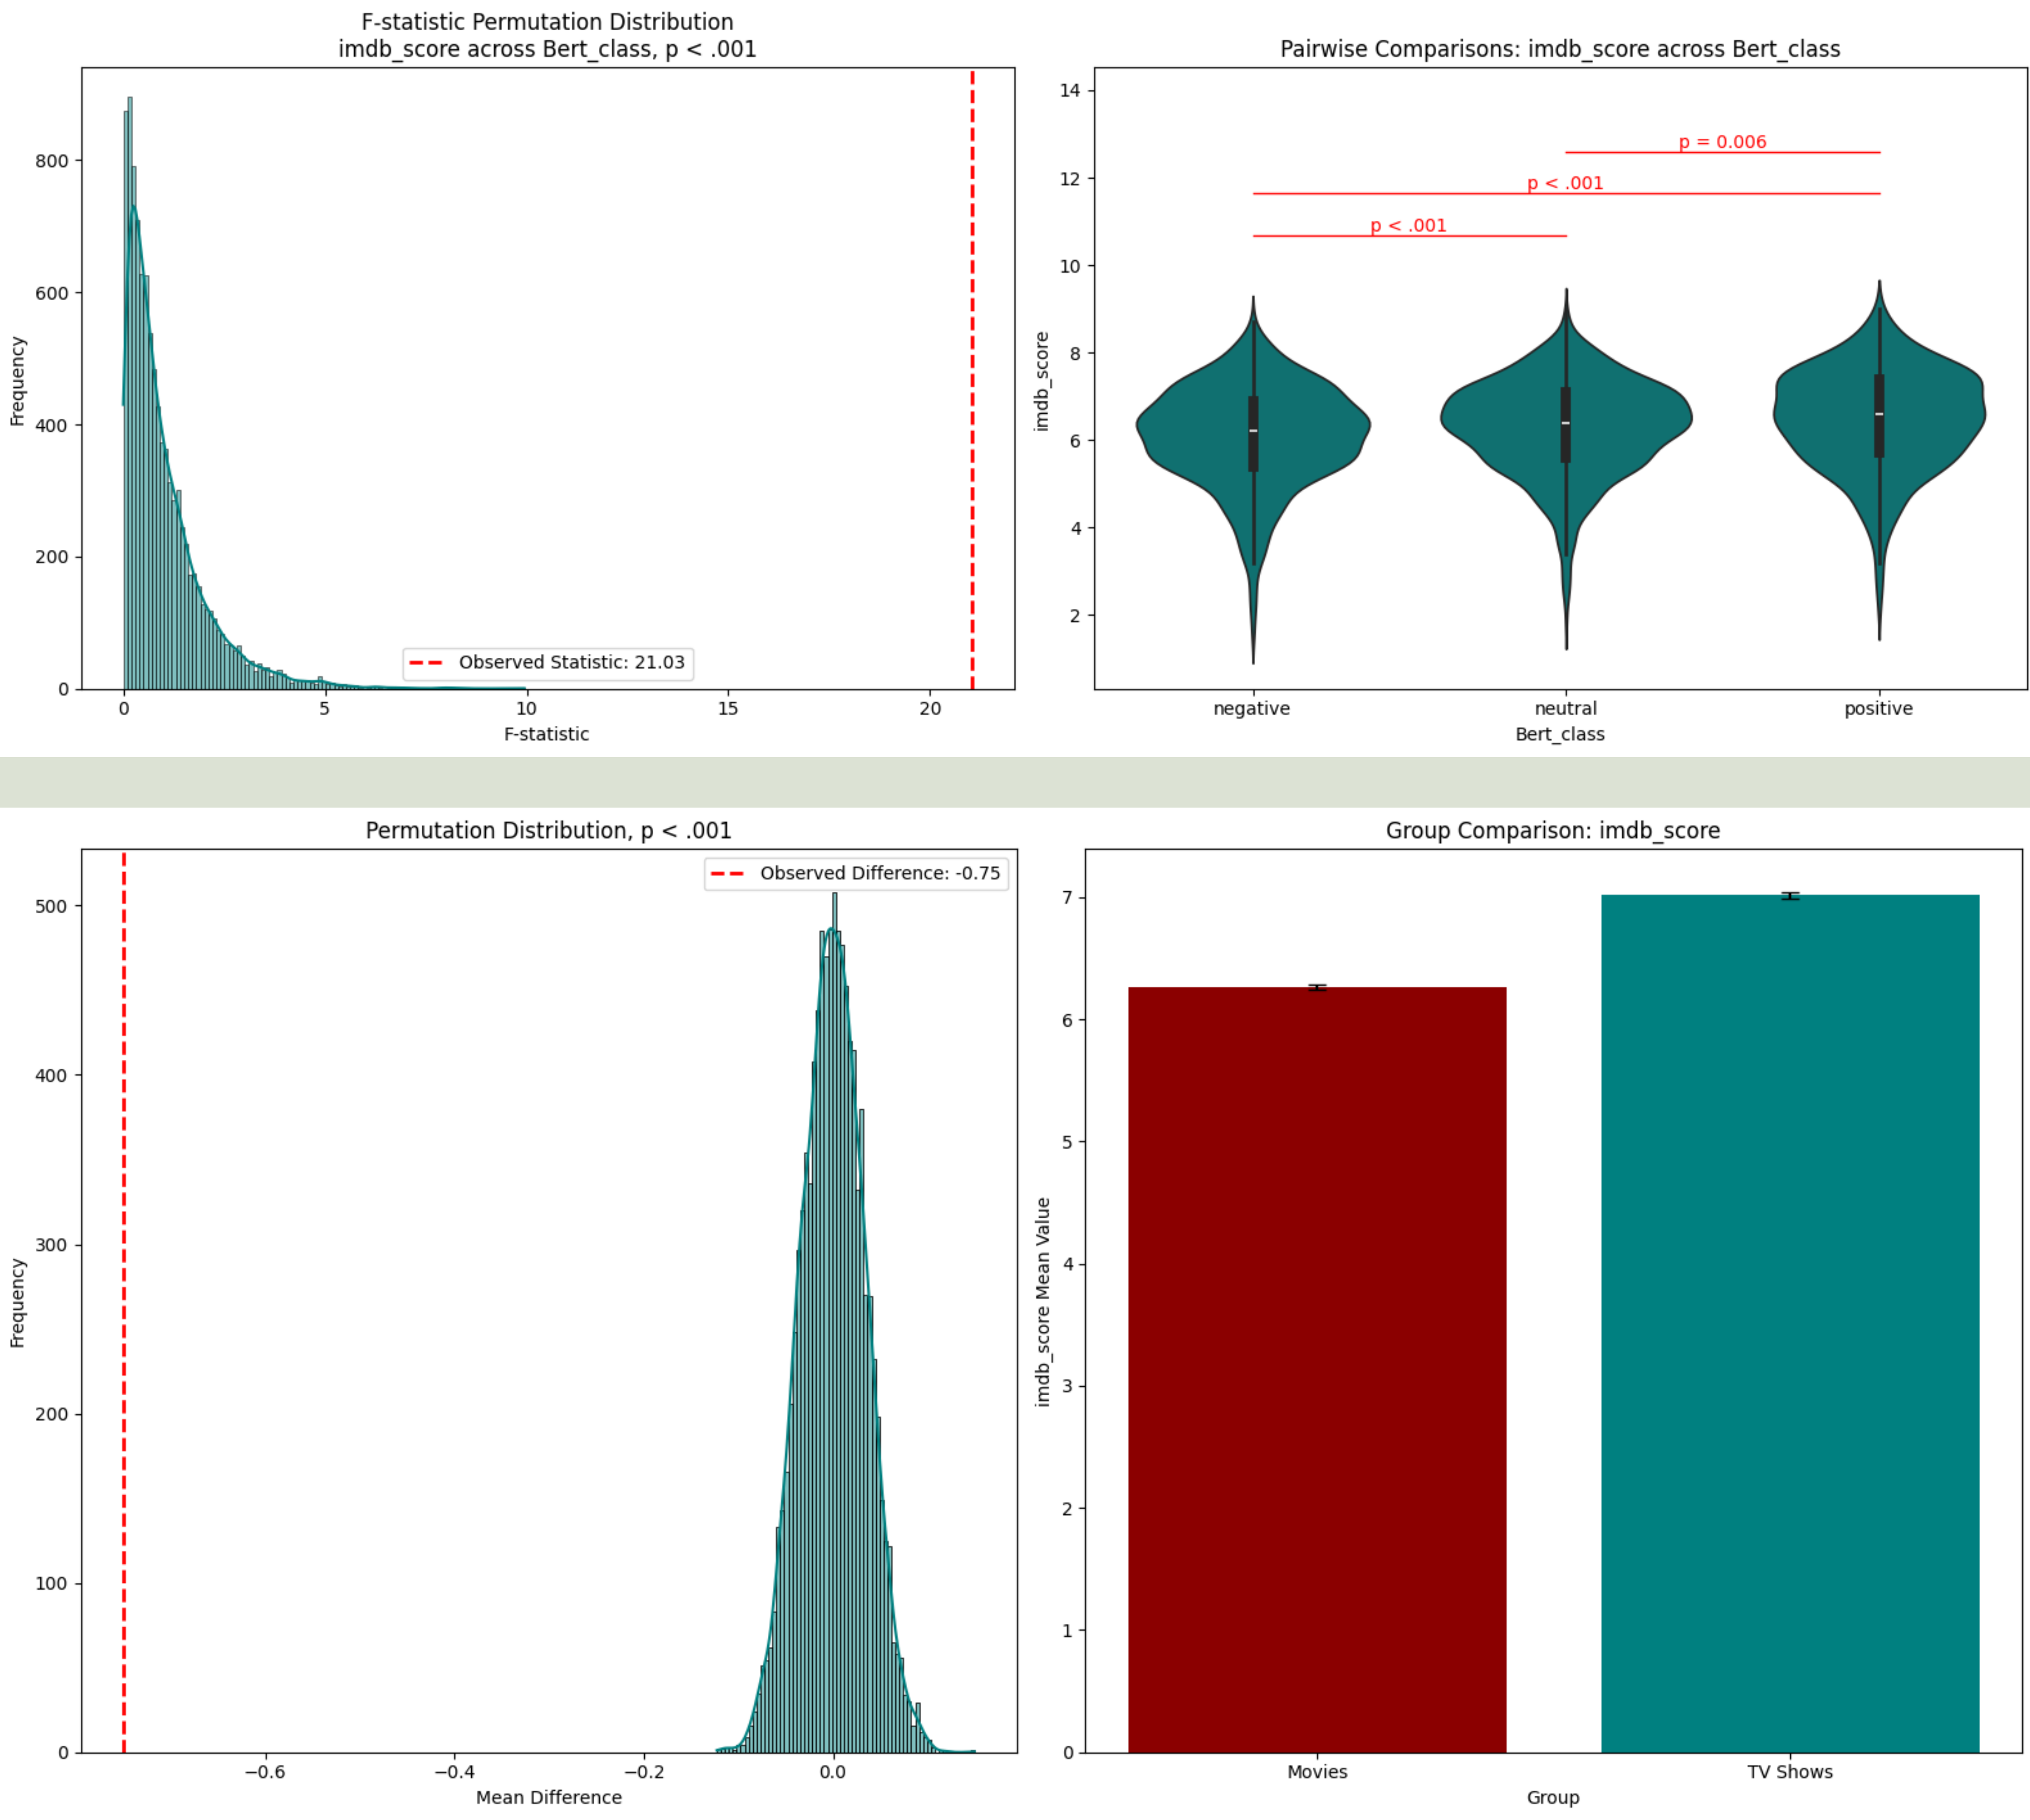 F-statistic Permutation Distribution
imdb_score across Bert_class, p < .001
Frequency
800
600
400
200
0
Observed Statistic: 21.03
0 5 10 15 20
F-statistic
Pairwise Comparisons: imdb_score across Bert_class
imdb_score
14
12
10
8
6
4
2
p = 0.006
p < .001
p < .001
negative neutral positive
Bert_class
Permutation Distribution, p < .001
Observed Difference: -0.75
Frequency
500
400
300
200
100
0
−0.6 −0.4 −0.2 0.0
Mean Difference
Group Comparison: imdb_score
imdb_score Mean Value
7
6
5
4
3
2
1
0
Movies TV Shows
Group